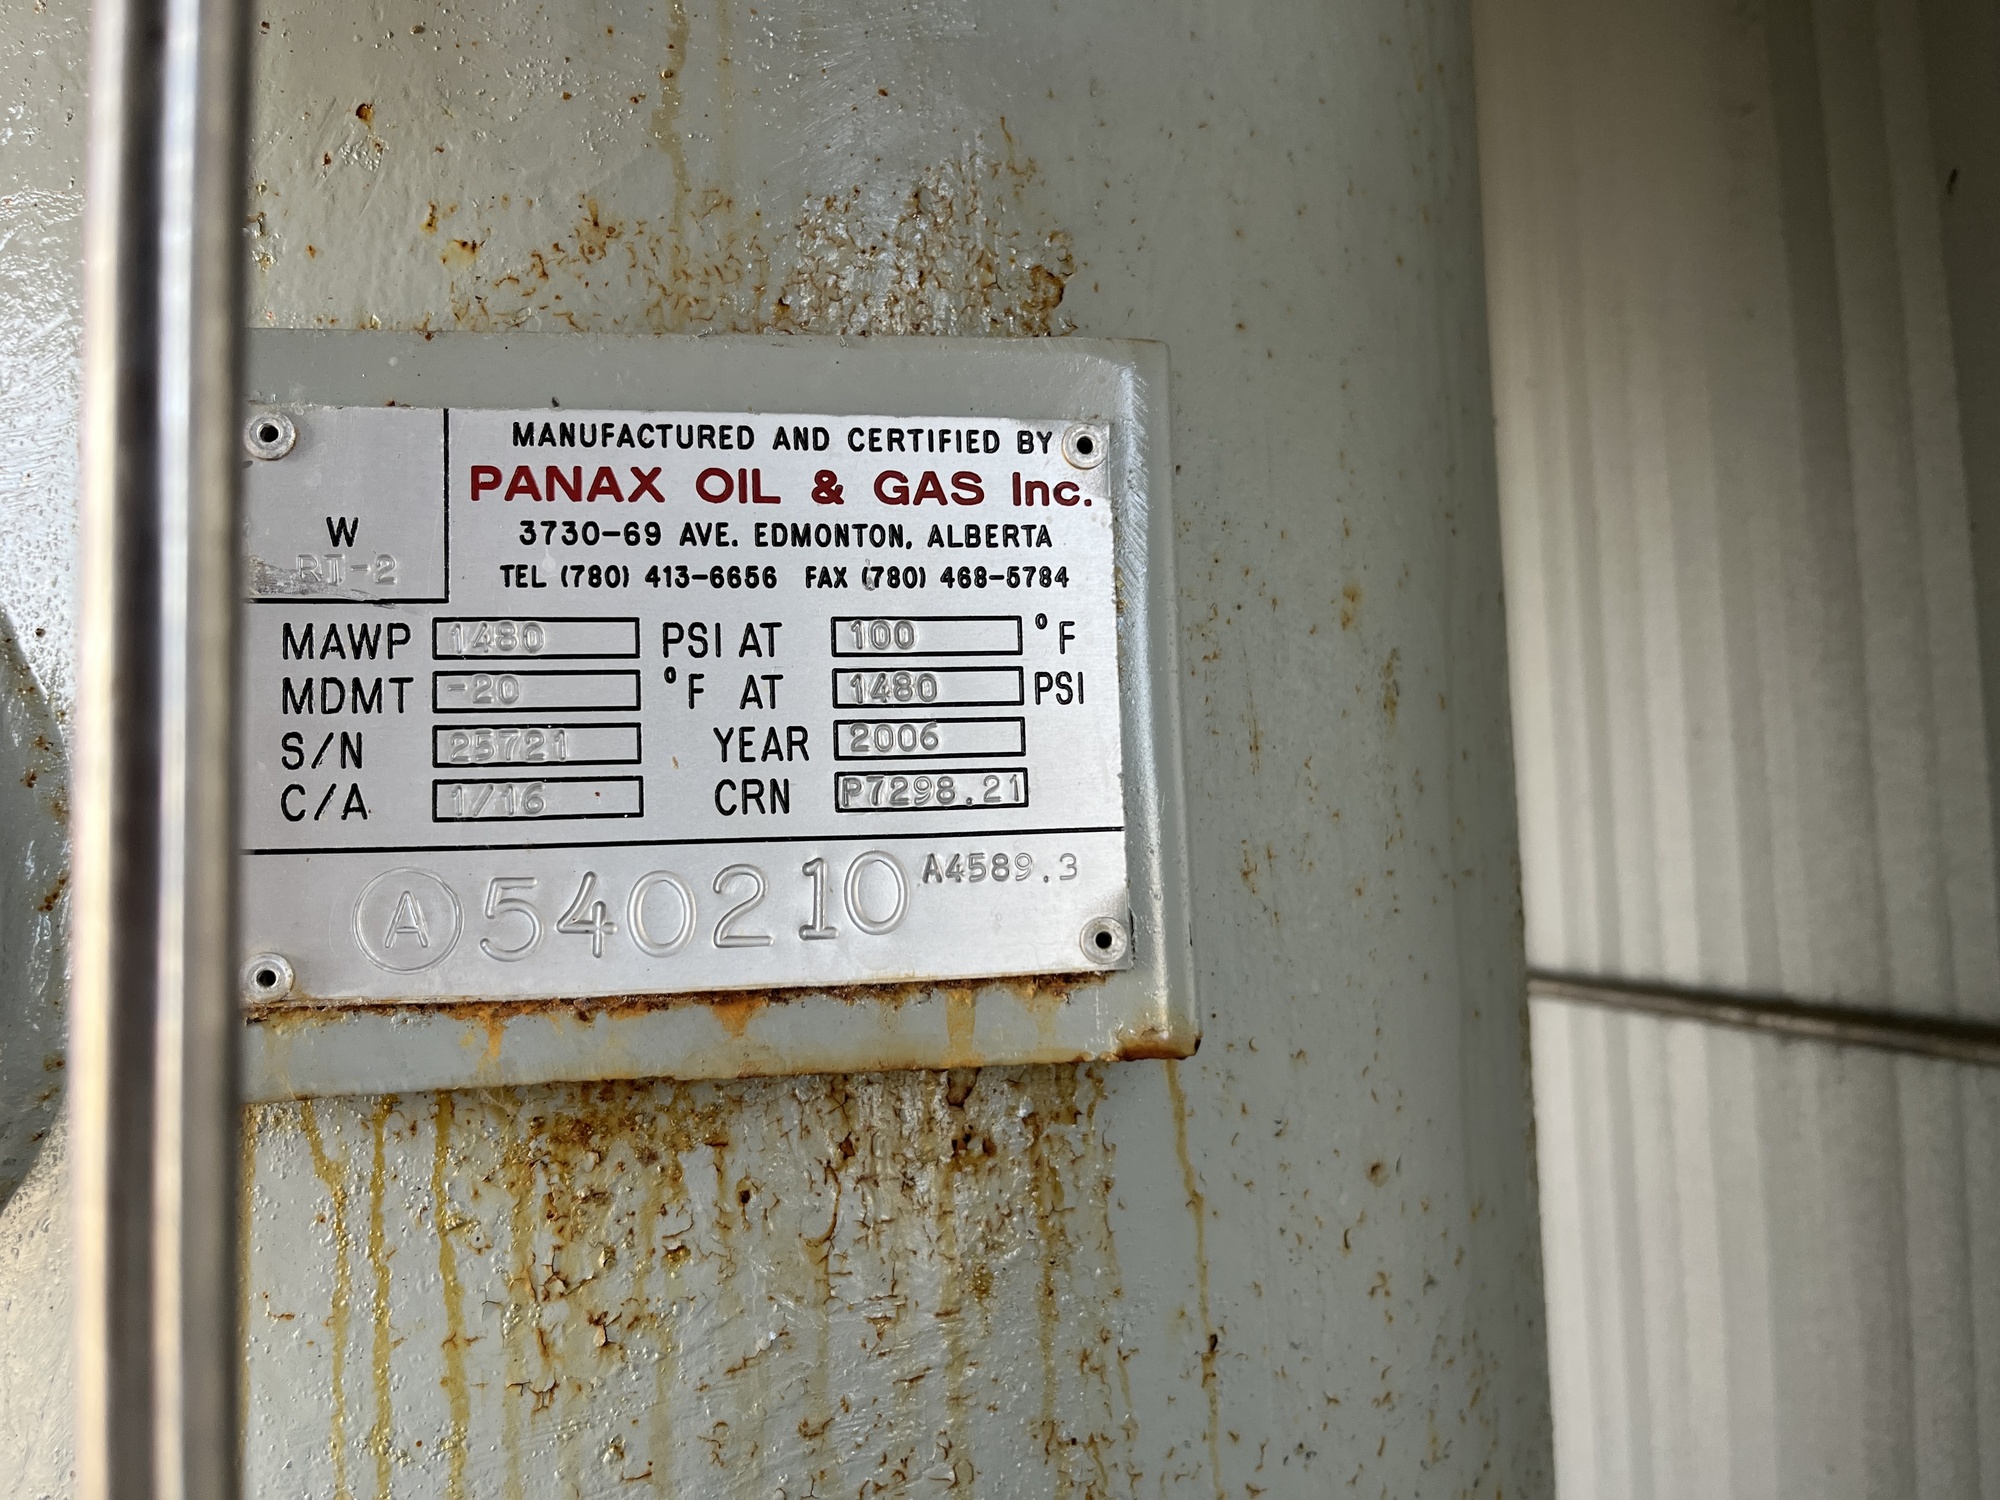 MANUFACTURED AND CERTIFIED BY
PANAX OIL & GAS Inc.
3730-69 AVE. EDMONTON, ALBERTA
TEL (780) 413-6656 FAX (780) 468-5784
W
RT-2
MAWP 1480 PSI AT 100 °F
MDMT -20 °F AT 1480 PSI
S/N 25721 YEAR 2006
C/A 1/16 CRN P7298.21
Ⓐ 540210 A4589.3